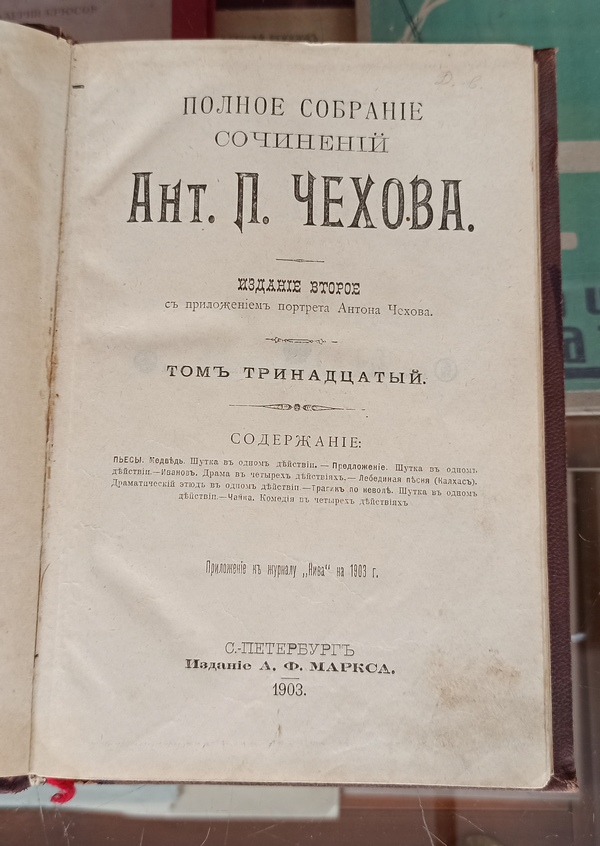 ПОЛНОЕ СОБРАНІЕ
СОЧИНЕНІЙ
АНТ. П. ЧЕХОВА.
ИЗДАНІЕ ВТОРОЕ
съ приложеніемъ портрета Антона Чехова.
ТОМЪ ТРИНАДЦАТЫЙ.
СОДЕРЖАНІЕ:
ПЬЕСЫ. Медвѣдь. Шутка въ одномъ дѣйствіи. — Предложеніе. Шутка въ одномъ
дѣйствіи.—Ивановъ. Драма въ четырехъ дѣйствіяхъ.— Лебединая пѣсня (Калхасъ).
Драматическій этюдъ въ одномъ дѣйствіи —Трагикъ по неволѣ. Шутка въ одномъ
дѣйствіи —Чайка. Комедія въ четырехъ дѣйствіяхъ
Приложеніе къ журналу „Нива“ на 1903 г.
С.-ПЕТЕРБУРГЪ
Изданіе А. Ф. МАРКСА.
1903.